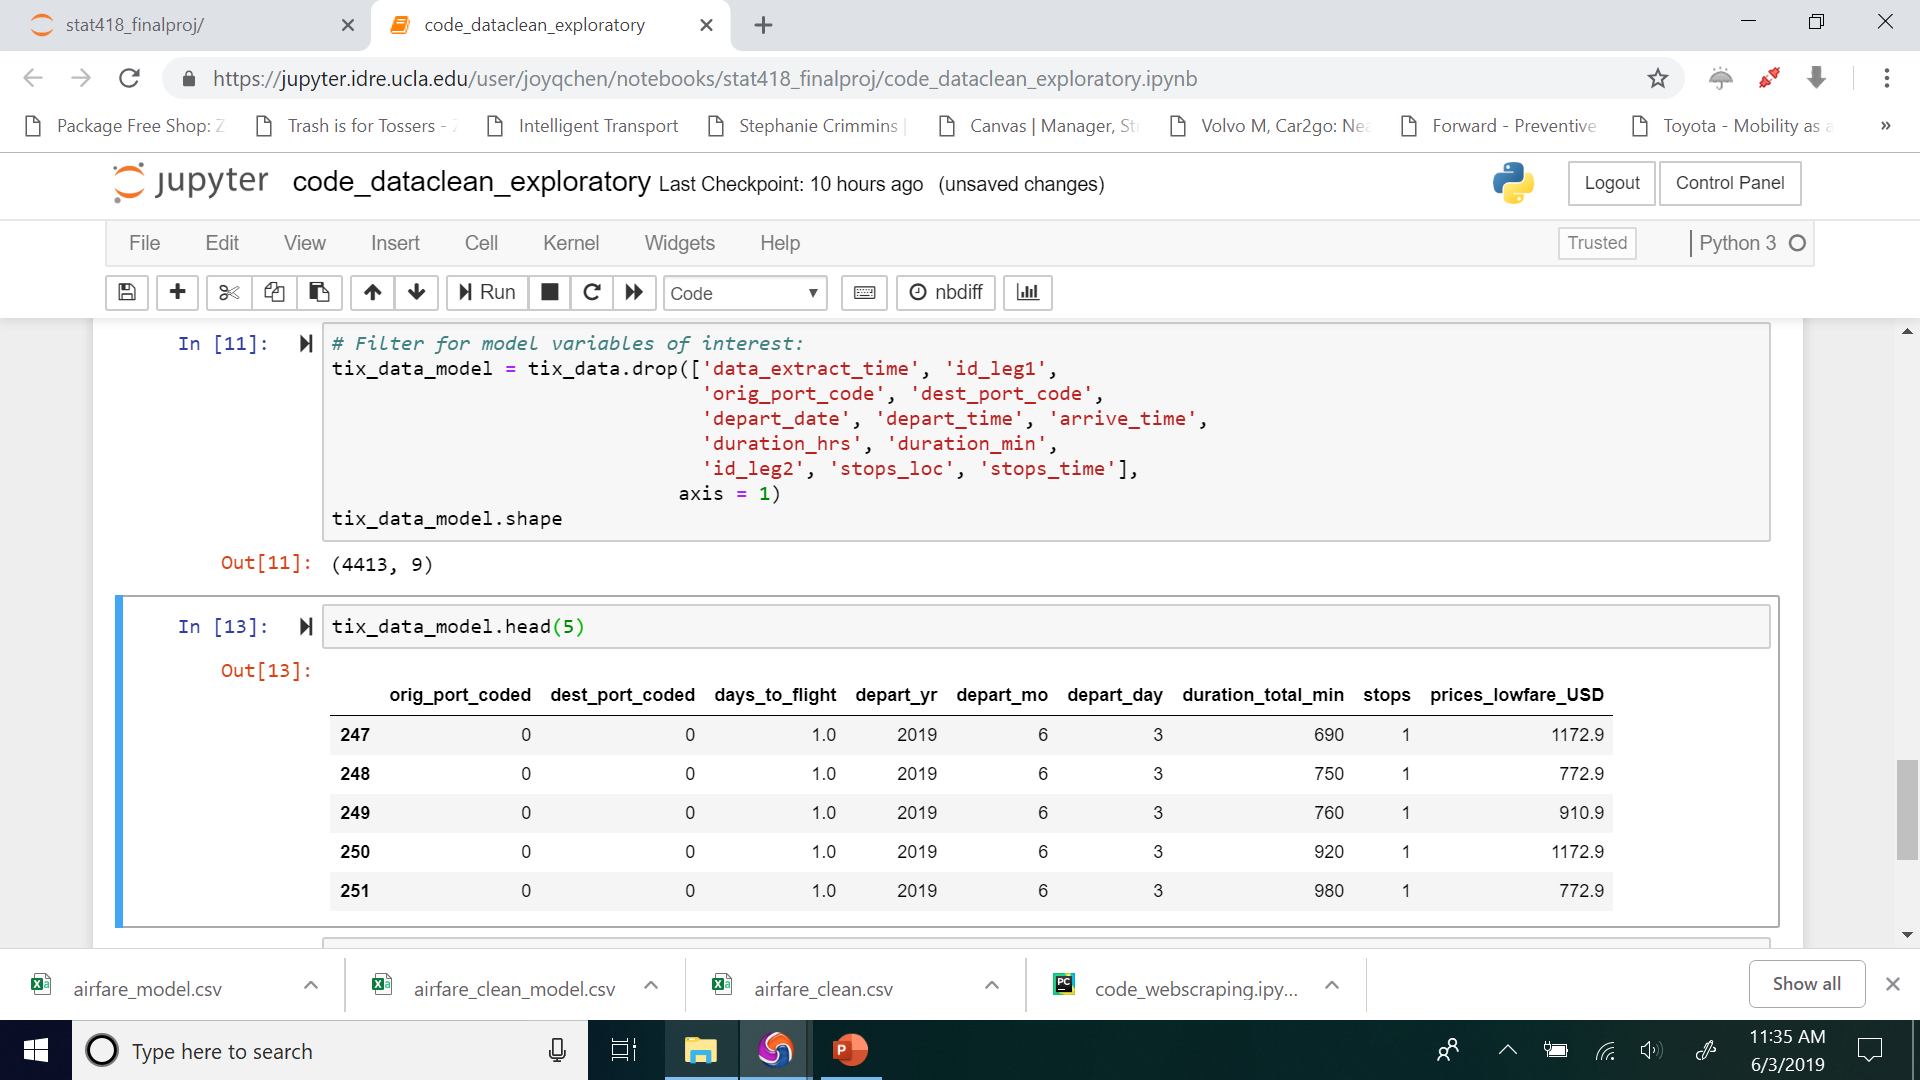 stat418_finalproj/
code_dataclean_exploratory
https://jupyter.idre.ucla.edu/user/joyqchen/notebooks/stat418_finalproj/code_dataclean_exploratory.ipynb
Package Free Shop: Z
Trash is for Tossers - Z
Intelligent Transport
Stephanie Crimmins |
Canvas | Manager, St
Volvo M, Car2go: Nea
Forward - Preventive
Toyota - Mobility as a
»
jupyter code_dataclean_exploratory Last Checkpoint: 10 hours ago (unsaved changes)
Logout
Control Panel
File Edit View Insert Cell Kernel Widgets Help
Trusted
Python 3
Run
Code
nbdiff
In [11]:
# Filter for model variables of interest:
tix_data_model = tix_data.drop(['data_extract_time', 'id_leg1',
'orig_port_code', 'dest_port_code',
'depart_date', 'depart_time', 'arrive_time',
'duration_hrs', 'duration_min',
'id_leg2', 'stops_loc', 'stops_time'],
axis = 1)
tix_data_model.shape
Out[11]: (4413, 9)
In [13]: tix_data_model.head(5)
Out[13]:
orig_port_coded dest_port_coded days_to_flight depart_yr depart_mo depart_day duration_total_min stops prices_lowfare_USD
247 0 0 1.0 2019 6 3 690 1 1172.9
248 0 0 1.0 2019 6 3 750 1 772.9
249 0 0 1.0 2019 6 3 760 1 910.9
250 0 0 1.0 2019 6 3 920 1 1172.9
251 0 0 1.0 2019 6 3 980 1 772.9
airfare_model.csv
airfare_clean_model.csv
airfare_clean.csv
PC
code_webscraping.ipy...
Show all
Type here to search
P
11:35 AM
6/3/2019